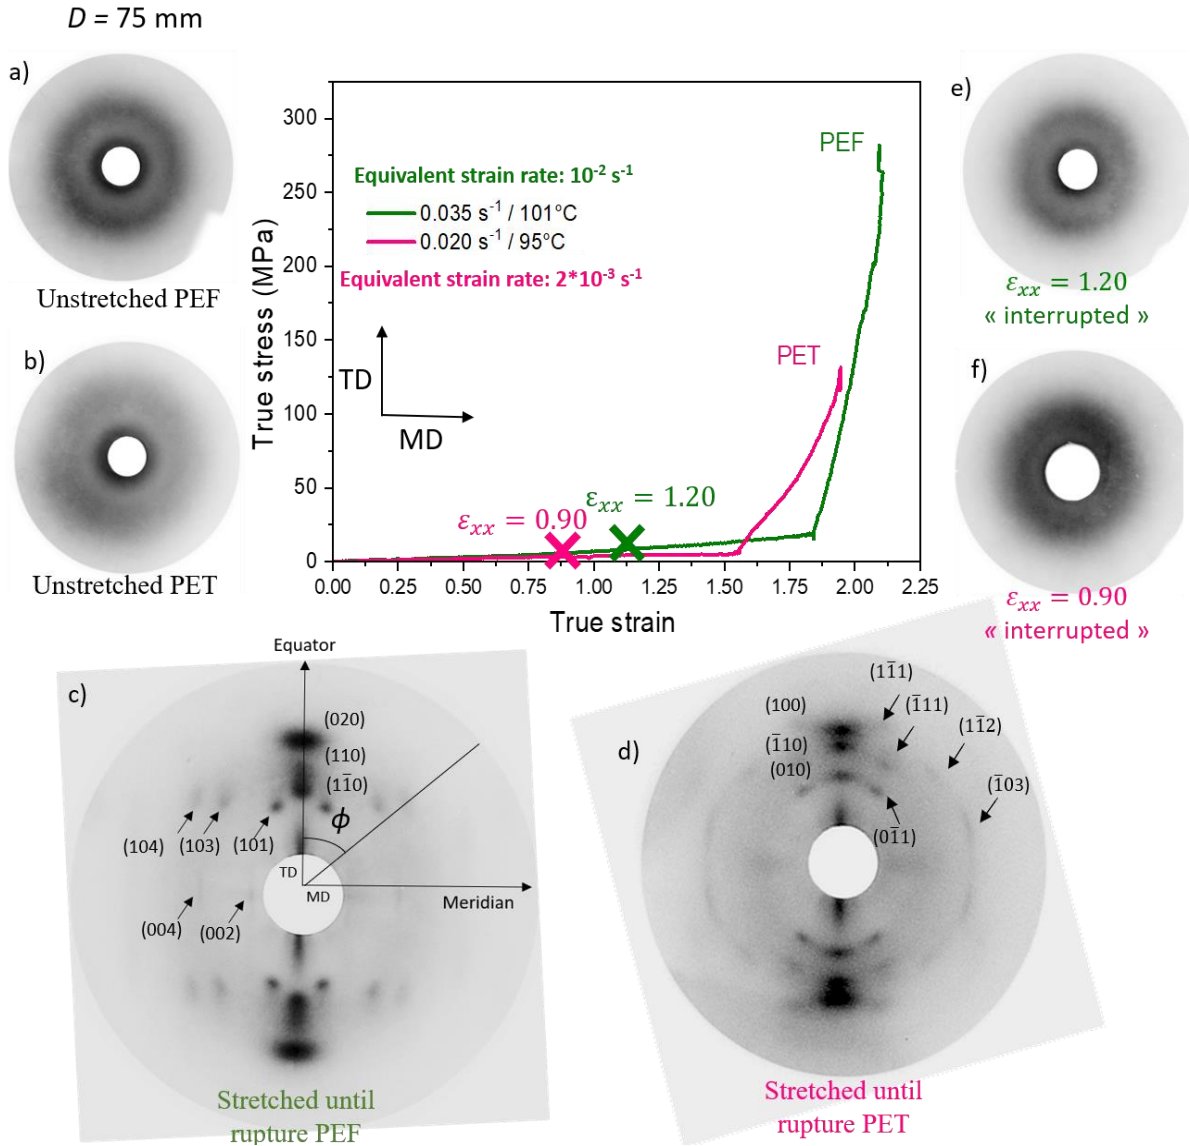 D = 75 mm
a)
Unstretched PEF
b)
Unstretched PET
True stress (MPa)
300
250
200
150
100
50
0
Equivalent strain rate: 10⁻² s⁻¹
0.035 s⁻¹ / 101°C
0.020 s⁻¹ / 95°C
Equivalent strain rate: 2*10⁻³ s⁻¹
TD
MD
PEF
PET
εₓₓ = 1.20
εₓₓ = 0.90
0.00 0.25 0.50 0.75 1.00 1.25 1.50 1.75 2.00 2.25
True strain
e)
εₓₓ = 1.20
« interrupted »
f)
εₓₓ = 0.90
« interrupted »
c)
Equator
(020)
(110)
(11̄0)
(104)
(103)
(101)
ϕ
TD
MD
Meridian
(004)
(002)
Stretched until
rupture PEF
d)
(100)
(1̄10)
(010)
(11̄1)
(1̄11)
(11̄2)
(1̄03)
(01̄1)
Stretched until
rupture PET